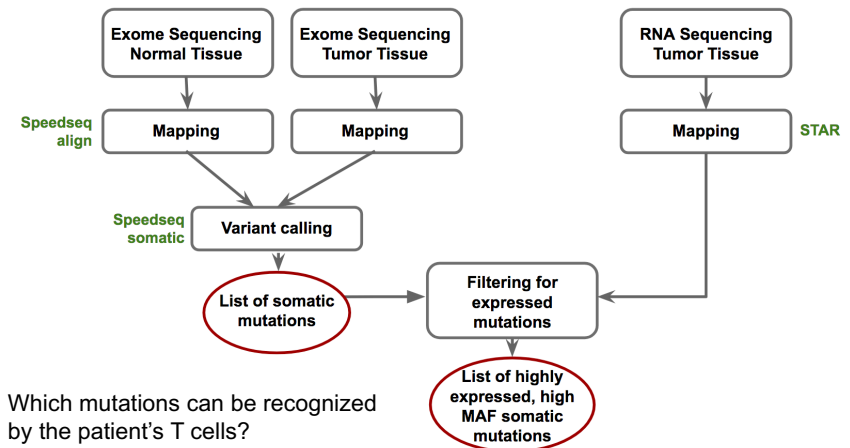 Exome Sequencing
Normal Tissue
Exome Sequencing
Tumor Tissue
RNA Sequencing
Tumor Tissue
Speedseq
align
Mapping
Mapping
Mapping
STAR
Speedseq
somatic
Variant calling
List of somatic
mutations
Filtering for
expressed
mutations
List of highly
expressed, high
MAF somatic
mutations
Which mutations can be recognized
by the patient's T cells?